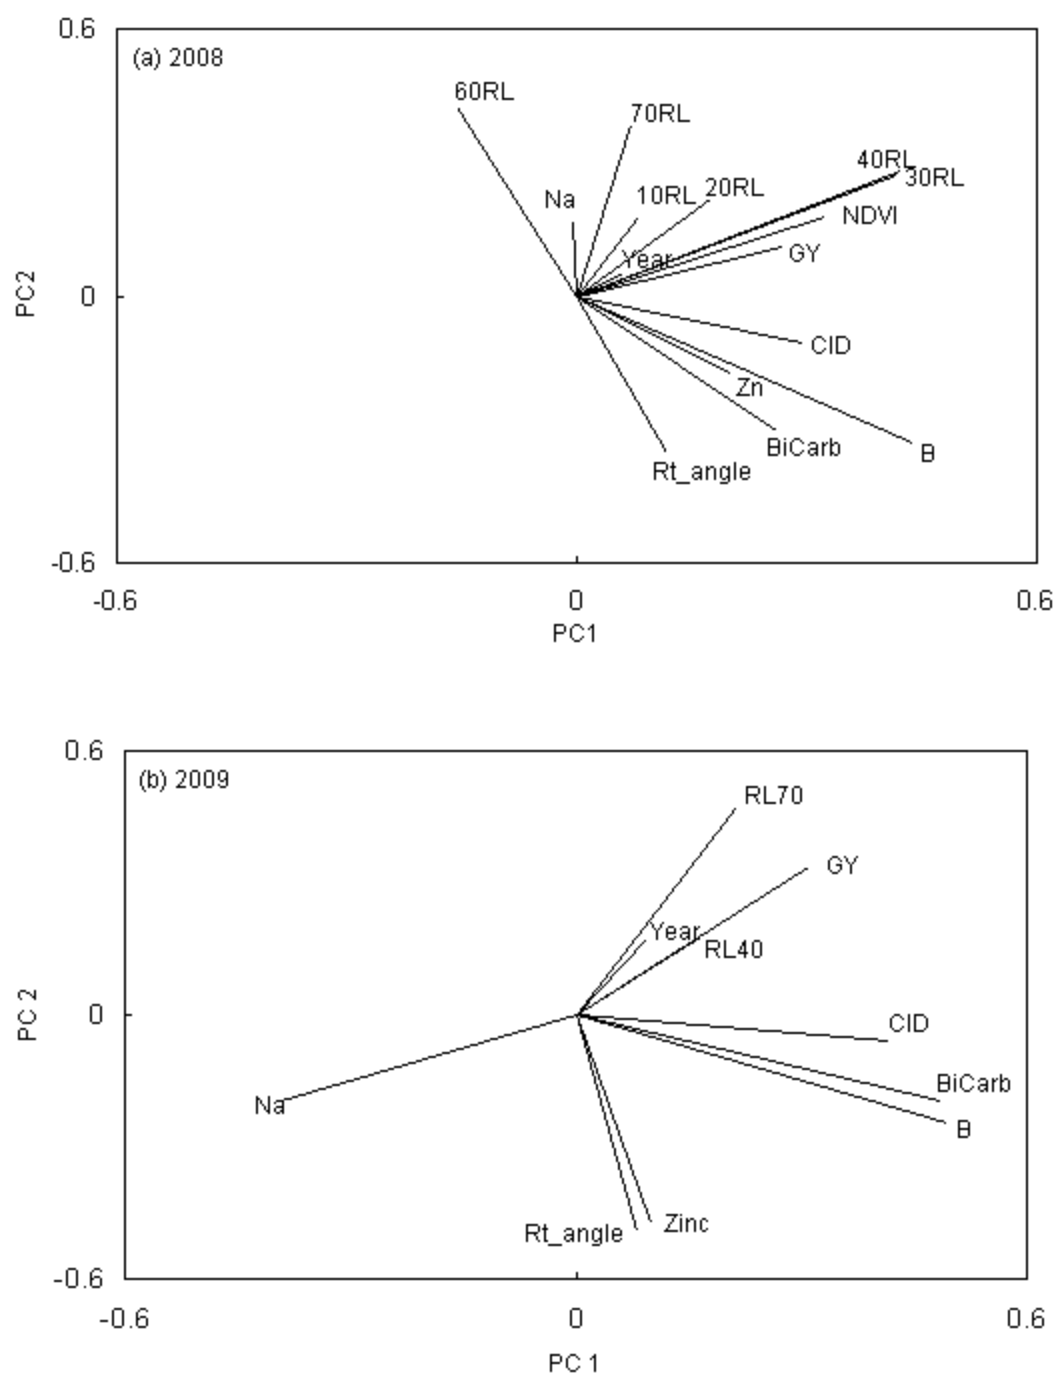 0.6
(a) 2008
60RL
70RL
40RL
30RL
20RL
10RL
Na
NDVI
Year
GY
PC2
0
CID
Zn
BiCarb
B
Rt_angle
-0.6
-0.6 0 0.6
PC1
0.6
(b) 2009
RL70
GY
Year
RL40
PC 2
0
CID
BiCarb
Na
B
Zinc
Rt_angle
-0.6
-0.6 0 0.6
PC 1